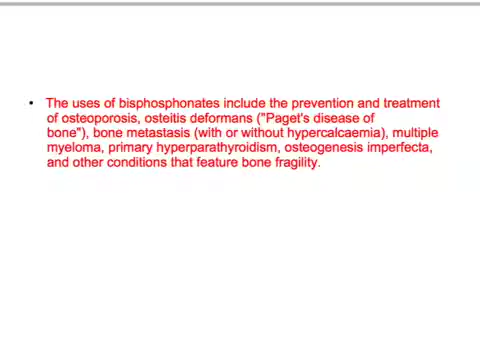 • The uses of bisphosphonates include the prevention and treatment
of osteoporosis, osteitis deformans ("Paget's disease of
bone"), bone metastasis (with or without hypercalcaemia), multiple
myeloma, primary hyperparathyroidism, osteogenesis imperfecta,
and other conditions that feature bone fragility.